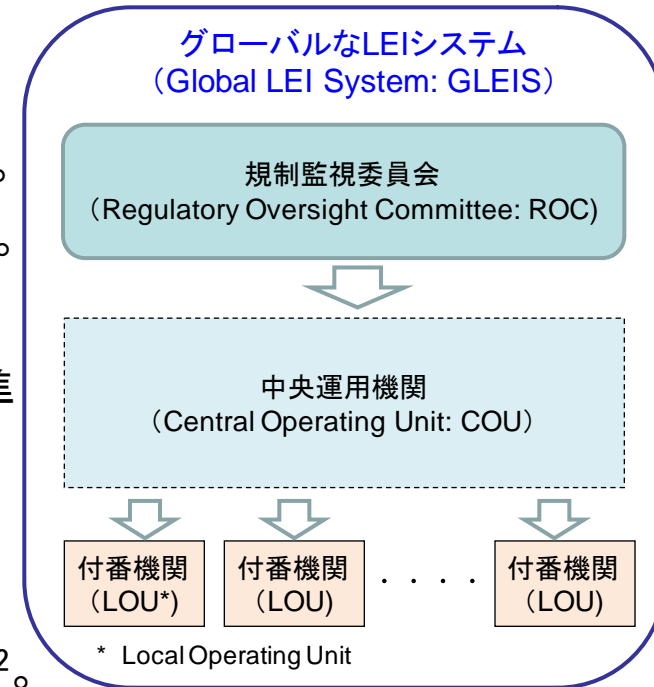 グローバルなLEIシステム
（Global LEI System: GLEIS）
。
規制監視委員会
（Regulatory Oversight Committee: ROC)
。
中央運用機関
（Central Operating Unit: COU）
付番機関
（LOU*)
付番機関
（LOU)
・・・・
付番機関
（LOU)
* Local Operating Unit
2。